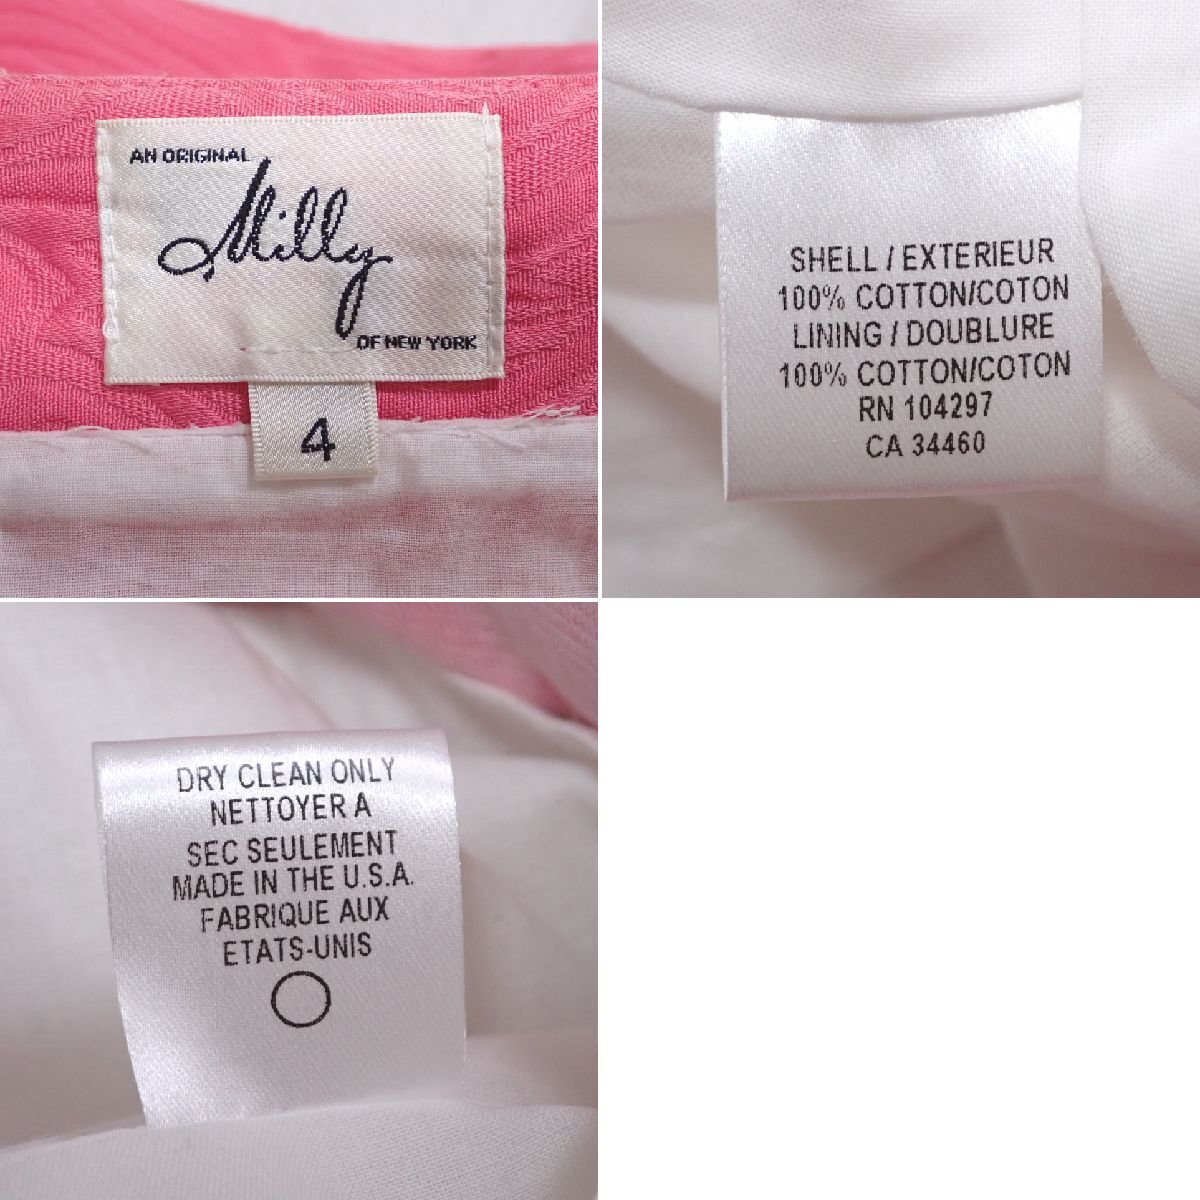 AN ORIGINAL
Milly
OF NEW YORK
4
SHELL / EXTERIEUR
100% COTTON/COTON
LINING / DOUBLURE
100% COTTON/COTON
RN 104297
CA 34460
DRY CLEAN ONLY
NETTOYER A
SEC SEULEMENT
MADE IN THE U.S.A.
FABRIQUE AUX
ETATS-UNIS